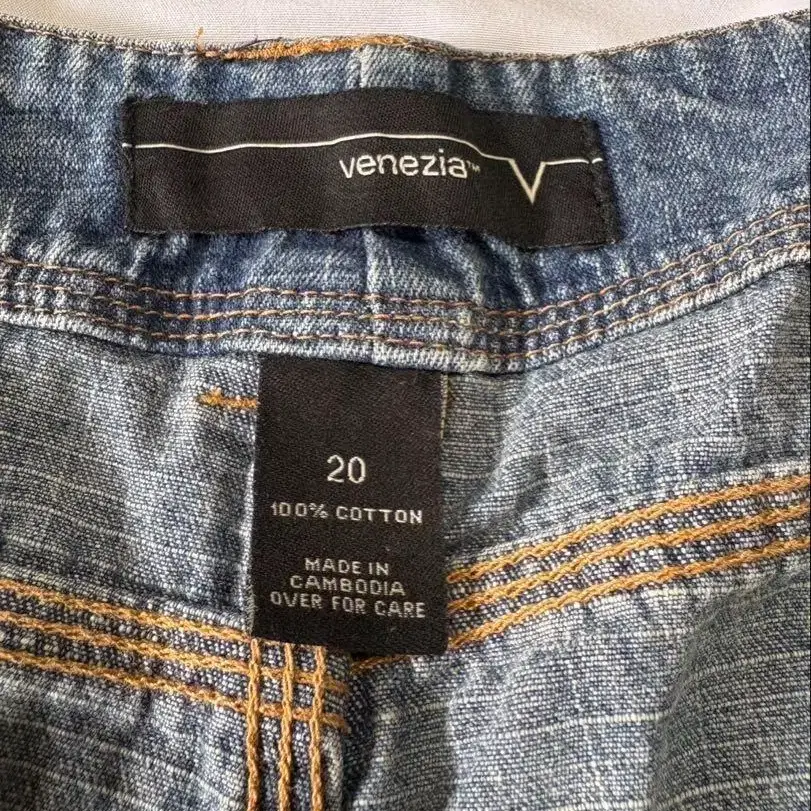 venezia™
20
100% COTTON
MADE IN
CAMBODIA
OVER FOR CARE